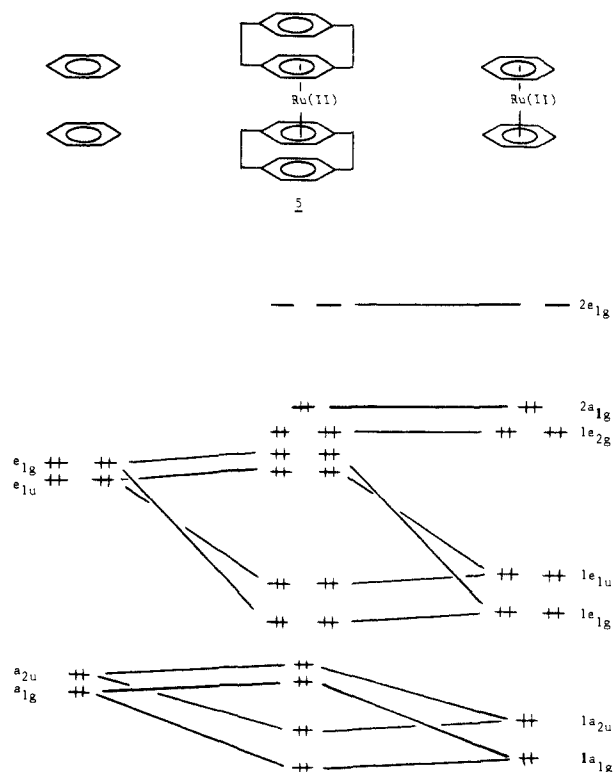 Ru(II)
Ru(II)
5
2e1g
2a1g
1e2g
e1g
e1u
1e1u
1e1g
a2u
a1g
1a2u
1a1g